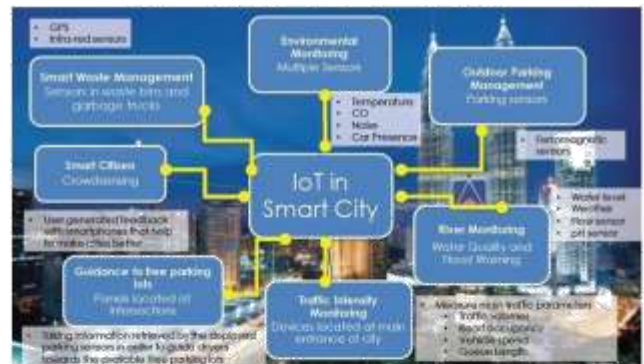 • GPS
• Infra-red sensors
Smart Waste Management
Sensors in waste bins and
garbage trucks
Environmental
Monitoring
Multiple Sensors
• Temperature
• CO
• Noise
• Car Presence
Outdoor Parking
Management
Parking sensors
• Ferromagnetic
sensors
Smart Citizen
Crowdsensing
• User generated feedback
with smartphones that help
to make cities better
IoT in
Smart City
River Monitoring
Water Quality and
Flood Warning
• Water level
• Weather
• Flow sensor
• pH sensor
Guidance to free parking
lots
Panels located at
intersections
• Taking information retrieved by the deployed
parking sensors in order to guide drivers
towards the available free parking lots
Traffic Intensity
Monitoring
Devices located at main
entrance of city
• Measure main traffic parameters
• Traffic volumes
• Road occupancy
• Vehicle speed
• Queue Length